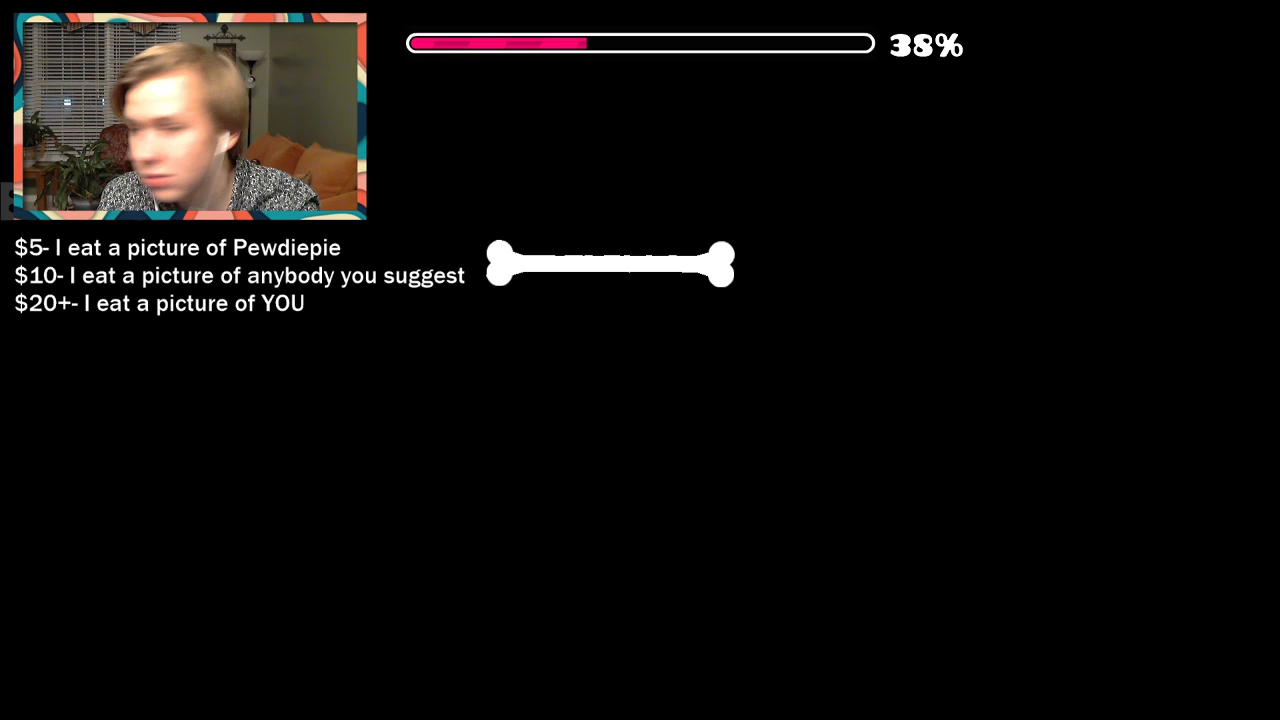 38%
$5- I eat a picture of Pewdiepie
$10- I eat a picture of anybody you suggest
$20+- I eat a picture of YOU